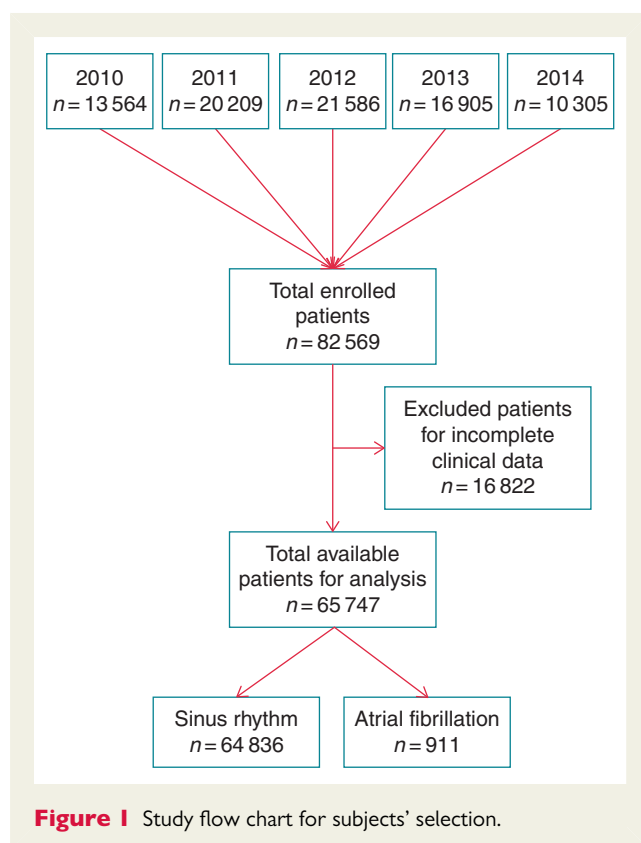 2010
n = 13 564
2011
n = 20 209
2012
n = 21 586
2013
n = 16 905
2014
n = 10 305
Total enrolled
patients
n = 82 569
Excluded patients
for incomplete
clinical data
n = 16 822
Total available
patients for analysis
n = 65 747
Sinus rhythm
n = 64 836
Atrial fibrillation
n = 911
Figure 1 Study flow chart for subjects’ selection.